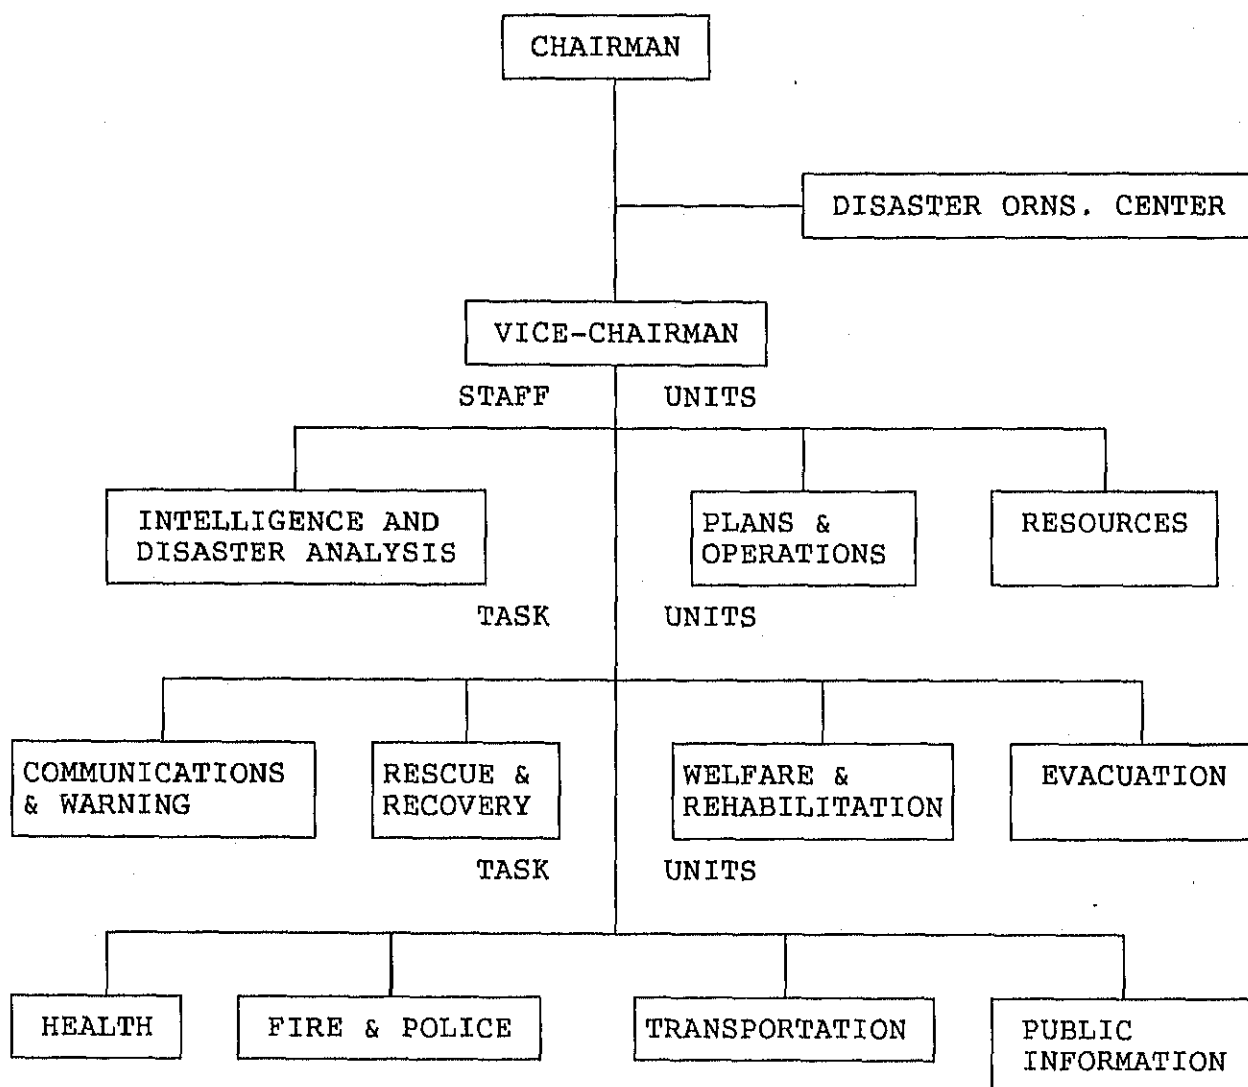 CHAIRMAN
DISASTER ORNS. CENTER
VICE-CHAIRMAN
STAFF UNITS
INTELLIGENCE AND
DISASTER ANALYSIS
PLANS &
OPERATIONS
RESOURCES
TASK UNITS
COMMUNICATIONS
& WARNING
RESCUE &
RECOVERY
WELFARE &
REHABILITATION
EVACUATION
TASK UNITS
HEALTH
FIRE & POLICE
TRANSPORTATION
PUBLIC
INFORMATION